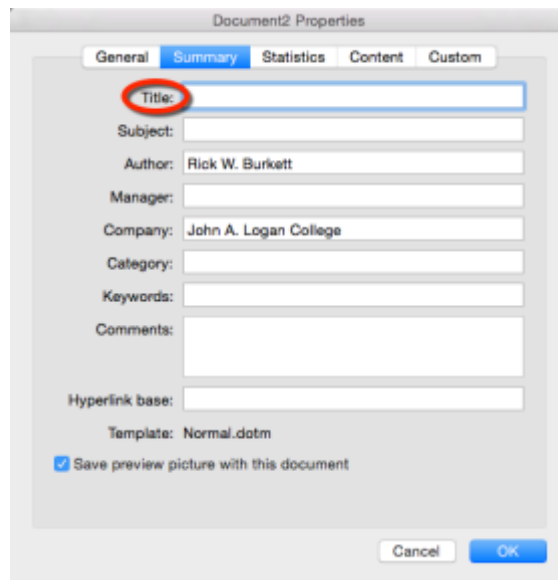 Document2 Properties
General Summary Statistics Content Custom
Title:
Subject:
Author: Rick W. Burkett
Manager:
Company: John A. Logan College
Category:
Keywords:
Comments:
Hyperlink base:
Template: Normal.dotm
Save preview picture with this document
Cancel OK